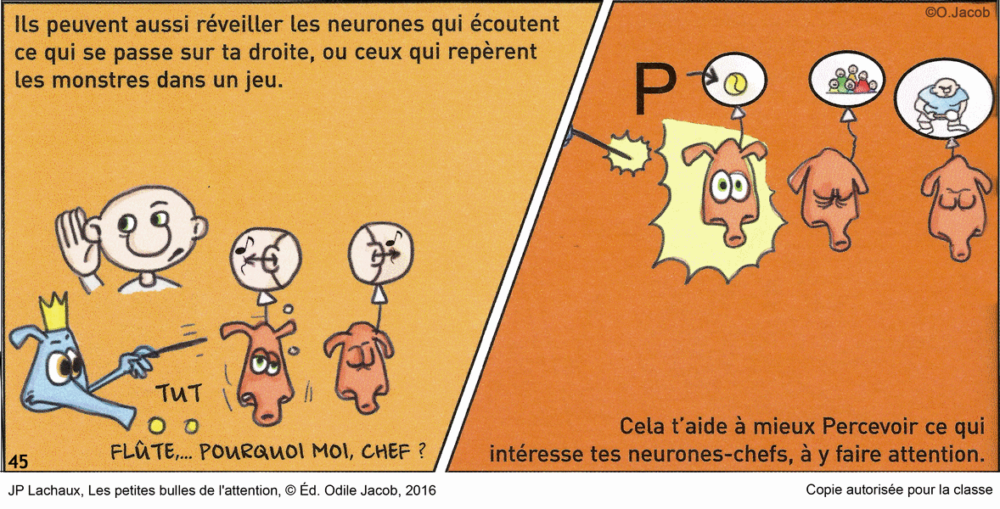 Ils peuvent aussi réveiller les neurones qui écoutent
ce qui se passe sur ta droite, ou ceux qui repèrent
les monstres dans un jeu.
TUT
FLÛTE,... POURQUOI MOI, CHEF ?
45
©O.Jacob
P
Cela t'aide à mieux Percevoir ce qui
intéresse tes neurones-chefs, à y faire attention.
JP Lachaux, Les petites bulles de l'attention, © Éd. Odile Jacob, 2016
Copie autorisée pour la classe